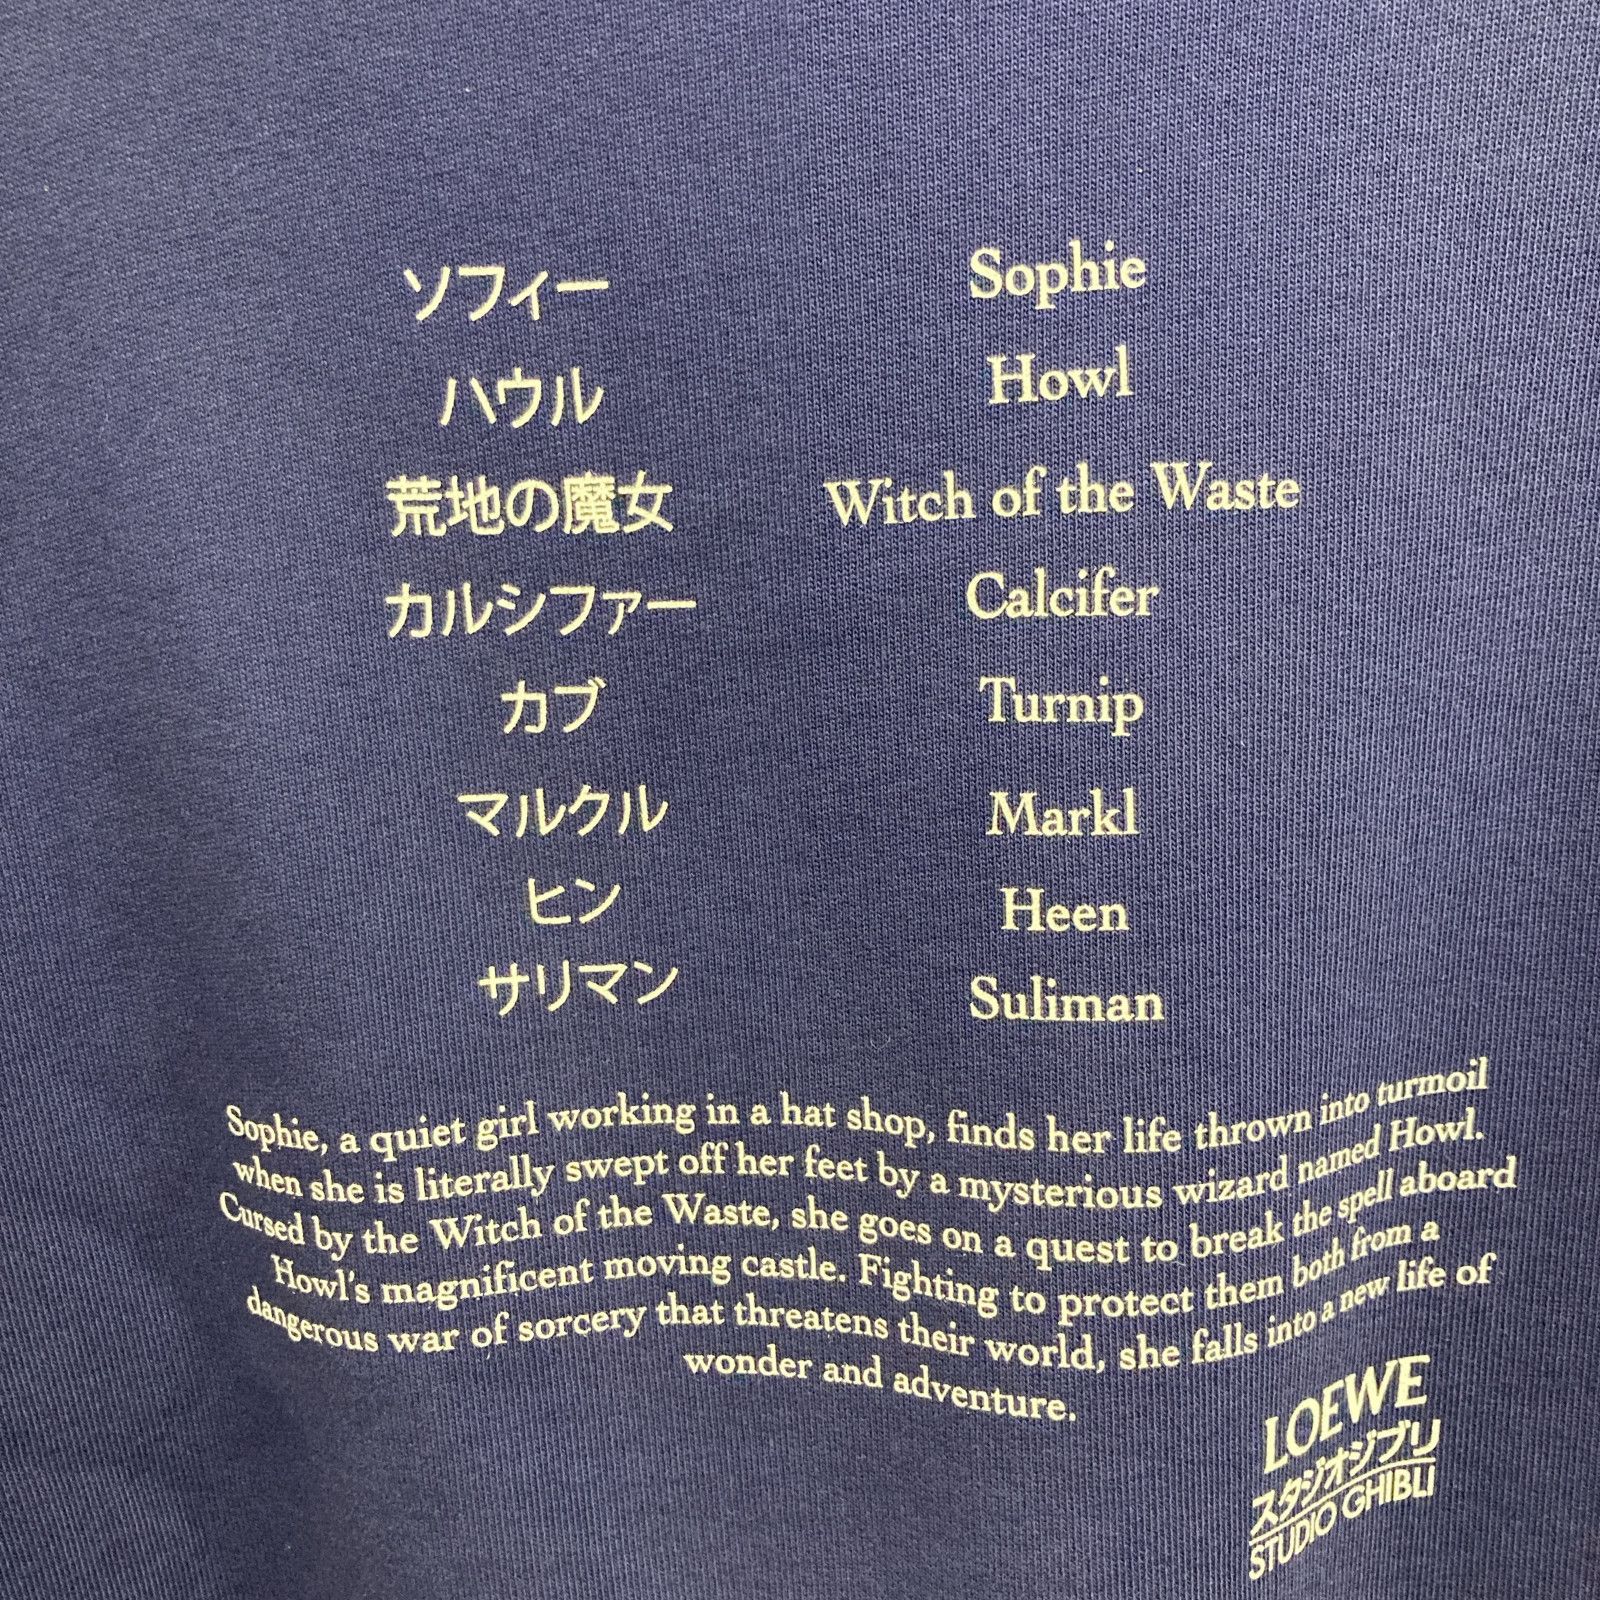 ソフィー Sophie
ハウル Howl
荒地の魔女 Witch of the Waste
カルシファー Calcifer
カブ Turnip
マルクル Markl
ヒン Heen
サリマン Suliman
Sophie, a quiet girl working in a hat shop, finds her life thrown into turmoil
when she is literally swept off her feet by a mysterious wizard named Howl.
Cursed by the Witch of the Waste, she goes on a quest to break the spell aboard
Howl's magnificent moving castle. Fighting to protect them both from a
dangerous war of sorcery that threatens their world, she falls into a new life of
wonder and adventure.
LOEWE
スタジオジブリ
STUDIO GHIBLI